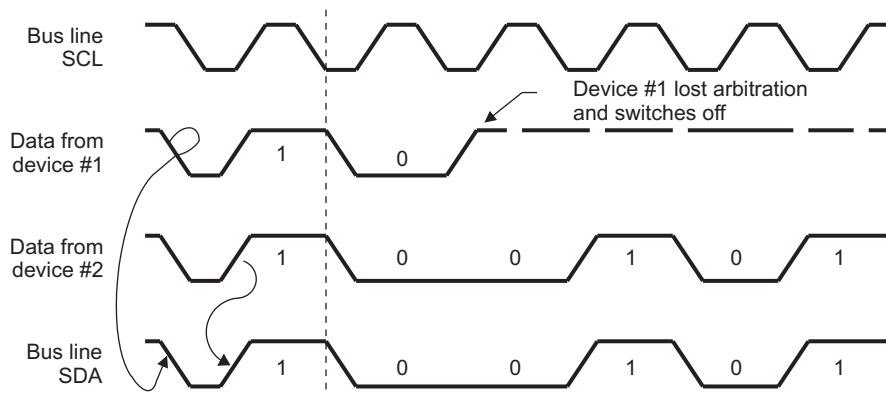 Bus line
SCL
Device #1 lost arbitration
and switches off
Data from
device #1
1
0
Data from
device #2
1
0
0
1
0
1
Bus line
SDA
1
0
0
1
0
1